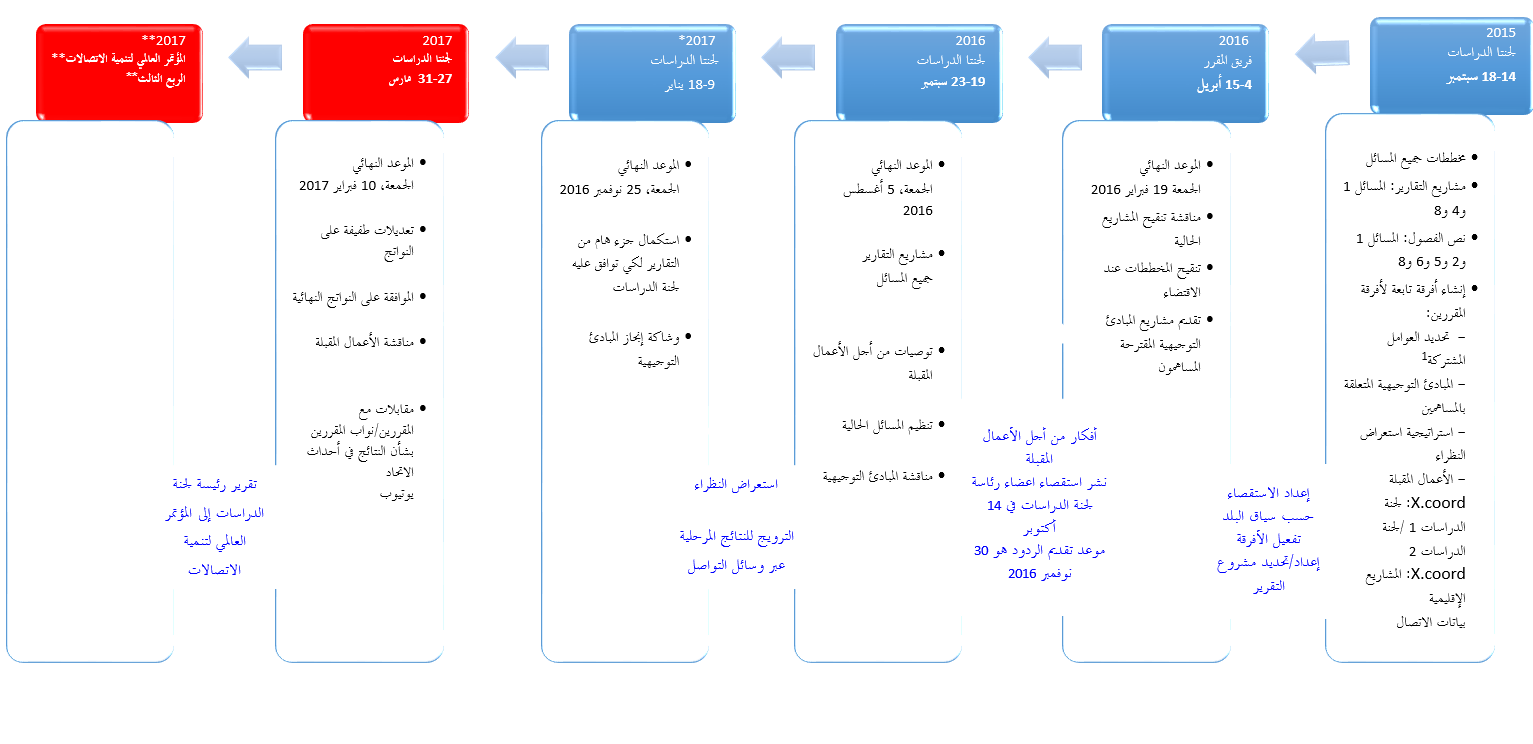 2015
لجنتا الدراسات
14-18 سبتمبر
مخططات جميع المسائل
مشاريع التقارير: المسائل 1
و4 و8
نص الفصول: المسائل 1
و2 و5 و6 و8
إنشاء أفرقة تابعة لأفرقة
المقررين:
– تحديد العوامل
المشتركة1
– المبادئ التوجيهية المتعلقة
بالمساهمين
– استراتيجية استعراض
النظراء
– الأعمال المقبلة
X.coord: لجنة
الدراسات 1 /لجنة
الدراسات 2
X.coord: المشاريع
الإقليمية
بيانات الاتصال
إعداد الاستقصاء
حسب سياق البلد
تفعيل الأفرقة
إعداد/تحديد مشروع
التقرير
2016
فريق المقرر
4-15 أبريل
الموعد النهائي
الجمعة 19 فبراير 2016
مناقشة تنقيح المشاريع
الحالية
تنقيح المخططات عند
الاقتضاء
تقديم مشاريع المبادئ
التوجيهية المقترحة
المساهمون
أفكار من أجل الأعمال
المقبلة
نشر استقصاء اعضاء رئاسة
لجنة الدراسات في 14
أكتوبر
موعد تقديم الردود هو 30
نوفمبر 2016
2016
لجنتا الدراسات
19-23 سبتمبر
الموعد النهائي
الجمعة، 5 أغسطس
2016
مشاريع التقارير
جميع المسائل
توصيات من أجل الأعمال
المقبلة
تنظيم المسائل الحالية
مناقشة المبادئ التوجيهية
استعراض النظراء
الترويج للنتائج المرحلية
عبر وسائل التواصل
2017*
لجنتا الدراسات
9-18 يناير
الموعد النهائي
الجمعة، 25 نوفمبر 2016
استكمال جزء هام من
التقارير لكي توافق عليه
لجنة الدراسات
وشاكة إنجاز المبادئ
التوجيهية
2017
لجنتا الدراسات
27-31 مارس
الموعد النهائي
الجمعة، 10 فبراير 2017
تعديلات طفيفة على
النواتج
الموافقة على النواتج النهائية
مناقشة الأعمال المقبلة
مقابلات مع
المقررين/نواب المقررين
بشأن النتائج في أحداث
الاتحاد
يوتيوب
تقرير رئيسة لجنة
الدراسات إلى المؤتمر
العالمي لتنمية
الاتصالات
2017**
المؤتمر العالمي لتنمية الاتصالات**
الربع الثالث**